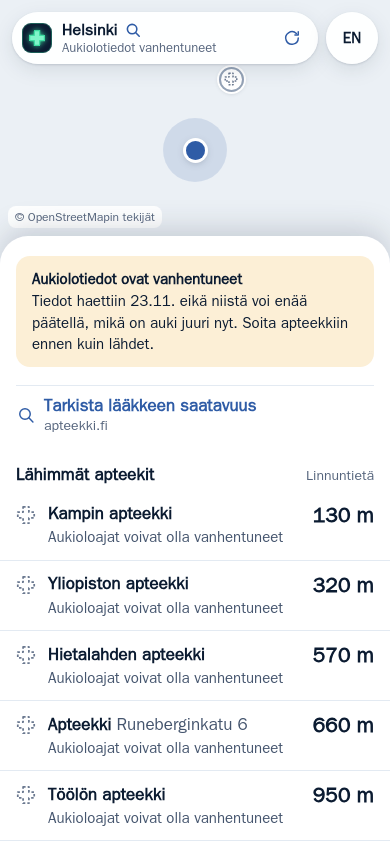 Helsinki
Aukiolotiedot vanhentuneet
EN
© OpenStreetMapin tekijät
Aukiolotiedot ovat vanhentuneet
Tiedot haettiin 23.11. eikä niistä voi enää
päätellä, mikä on auki juuri nyt. Soita apteekkiin
ennen kuin lähdet.
Tarkista lääkkeen saatavuus
apteekki.fi
Lähimmät apteekit
Linnuntietä
Kampin apteekki
130 m
Aukioloajat voivat olla vanhentuneet
Yliopiston apteekki
320 m
Aukioloajat voivat olla vanhentuneet
Hietalahden apteekki
570 m
Aukioloajat voivat olla vanhentuneet
Apteekki Runeberginkatu 6
660 m
Aukioloajat voivat olla vanhentuneet
Töölön apteekki
950 m
Aukioloajat voivat olla vanhentuneet